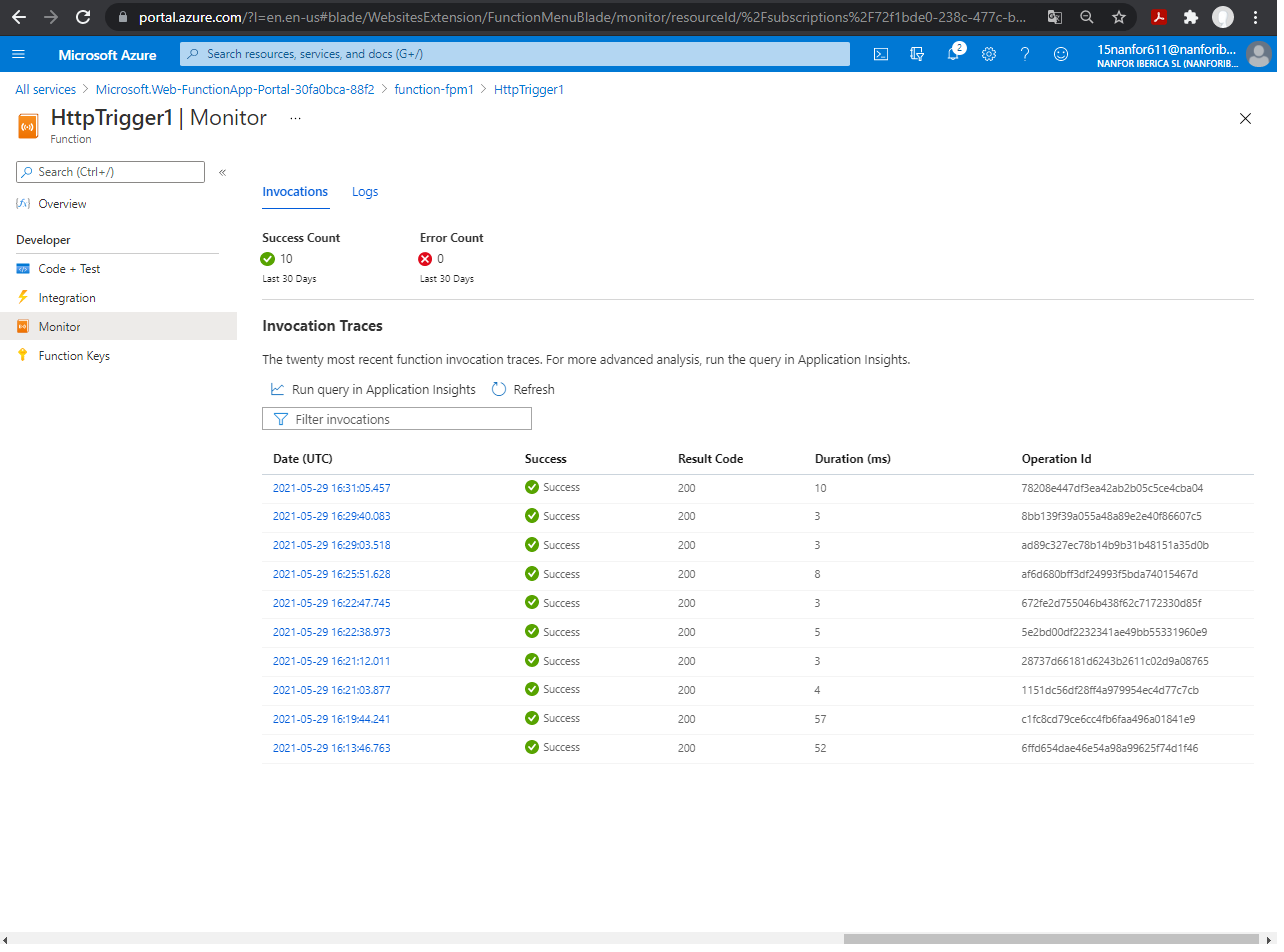 portal.azure.com/?l=en.en-us#blade/WebsitesExtension/FunctionMenuBlade/monitor/resourceId/%2Fsubscriptions%2F72f1bde0-238c-477c-b...
Microsoft Azure
Search resources, services, and docs (G+/)
2
15nanfor611@nanforib...
NANFOR IBERICA SL (NANFORIB...
All services > Microsoft.Web-FunctionApp-Portal-30fa0bca-88f2 > function-fpm1 > HttpTrigger1
HttpTrigger1 | Monitor ...
Function
Search (Ctrl+/) «
Overview
Developer
Code + Test
Integration
Monitor
Function Keys
Invocations Logs
Success Count Error Count
10 0
Last 30 Days Last 30 Days
Invocation Traces
The twenty most recent function invocation traces. For more advanced analysis, run the query in Application Insights.
Run query in Application Insights Refresh
Filter invocations
Date (UTC) Success Result Code Duration (ms) Operation Id
2021-05-29 16:31:05.457 Success 200 10 78208e447df3ea42ab2b05c5ce4cba04
2021-05-29 16:29:40.083 Success 200 3 8bb139f39a055a48a89e2e40f86607c5
2021-05-29 16:29:03.518 Success 200 3 ad89c327ec78b14b9b31b48151a35d0b
2021-05-29 16:25:51.628 Success 200 8 af6d680bff3df24993f5bda74015467d
2021-05-29 16:22:47.745 Success 200 3 672fe2d755046b438f62c7172330d85f
2021-05-29 16:22:38.973 Success 200 5 5e2bd00df2232341ae49bb55331960e9
2021-05-29 16:21:12.011 Success 200 3 28737d66181d6243b2611c02d9a08765
2021-05-29 16:21:03.877 Success 200 4 1151dc56df28ff4a979954ec4d77c7cb
2021-05-29 16:19:44.241 Success 200 57 c1fc8cd79ce6cc4fb6faa496a01841e9
2021-05-29 16:13:46.763 Success 200 52 6ffd654dae46e54a98a99625f74d1f46